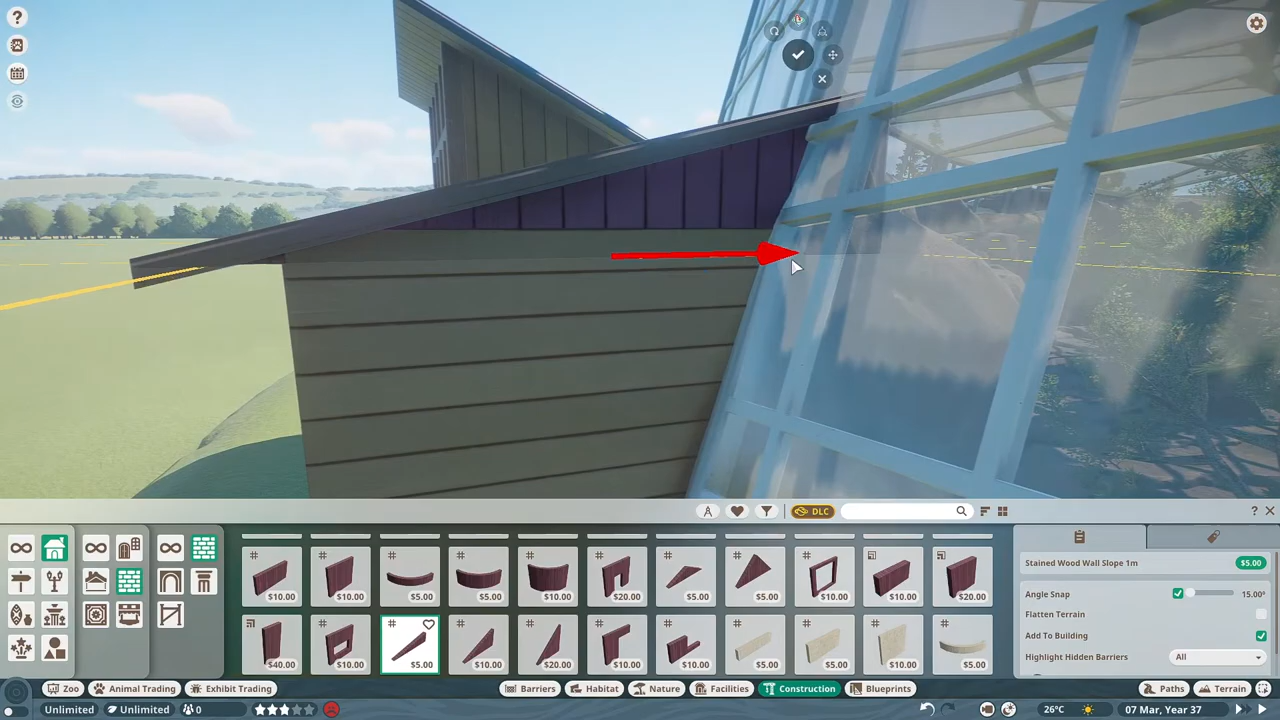 ?
DLC
?
$10.00
$10.00
$5.00
$5.00
$10.00
$20.00
$5.00
$5.00
$10.00
$10.00
$20.00
$40.00
$10.00
$5.00
$10.00
$20.00
$10.00
$10.00
$5.00
$5.00
$10.00
$5.00
Stained Wood Wall Slope 1m
$5.00
Angle Snap
15.00°
Flatten Terrain
Add To Building
Highlight Hidden Barriers
All
Zoo
Animal Trading
Exhibit Trading
Barriers
Habitat
Nature
Facilities
Construction
Blueprints
Paths
Terrain
Unlimited
Unlimited
0
26°C
07 Mar, Year 37